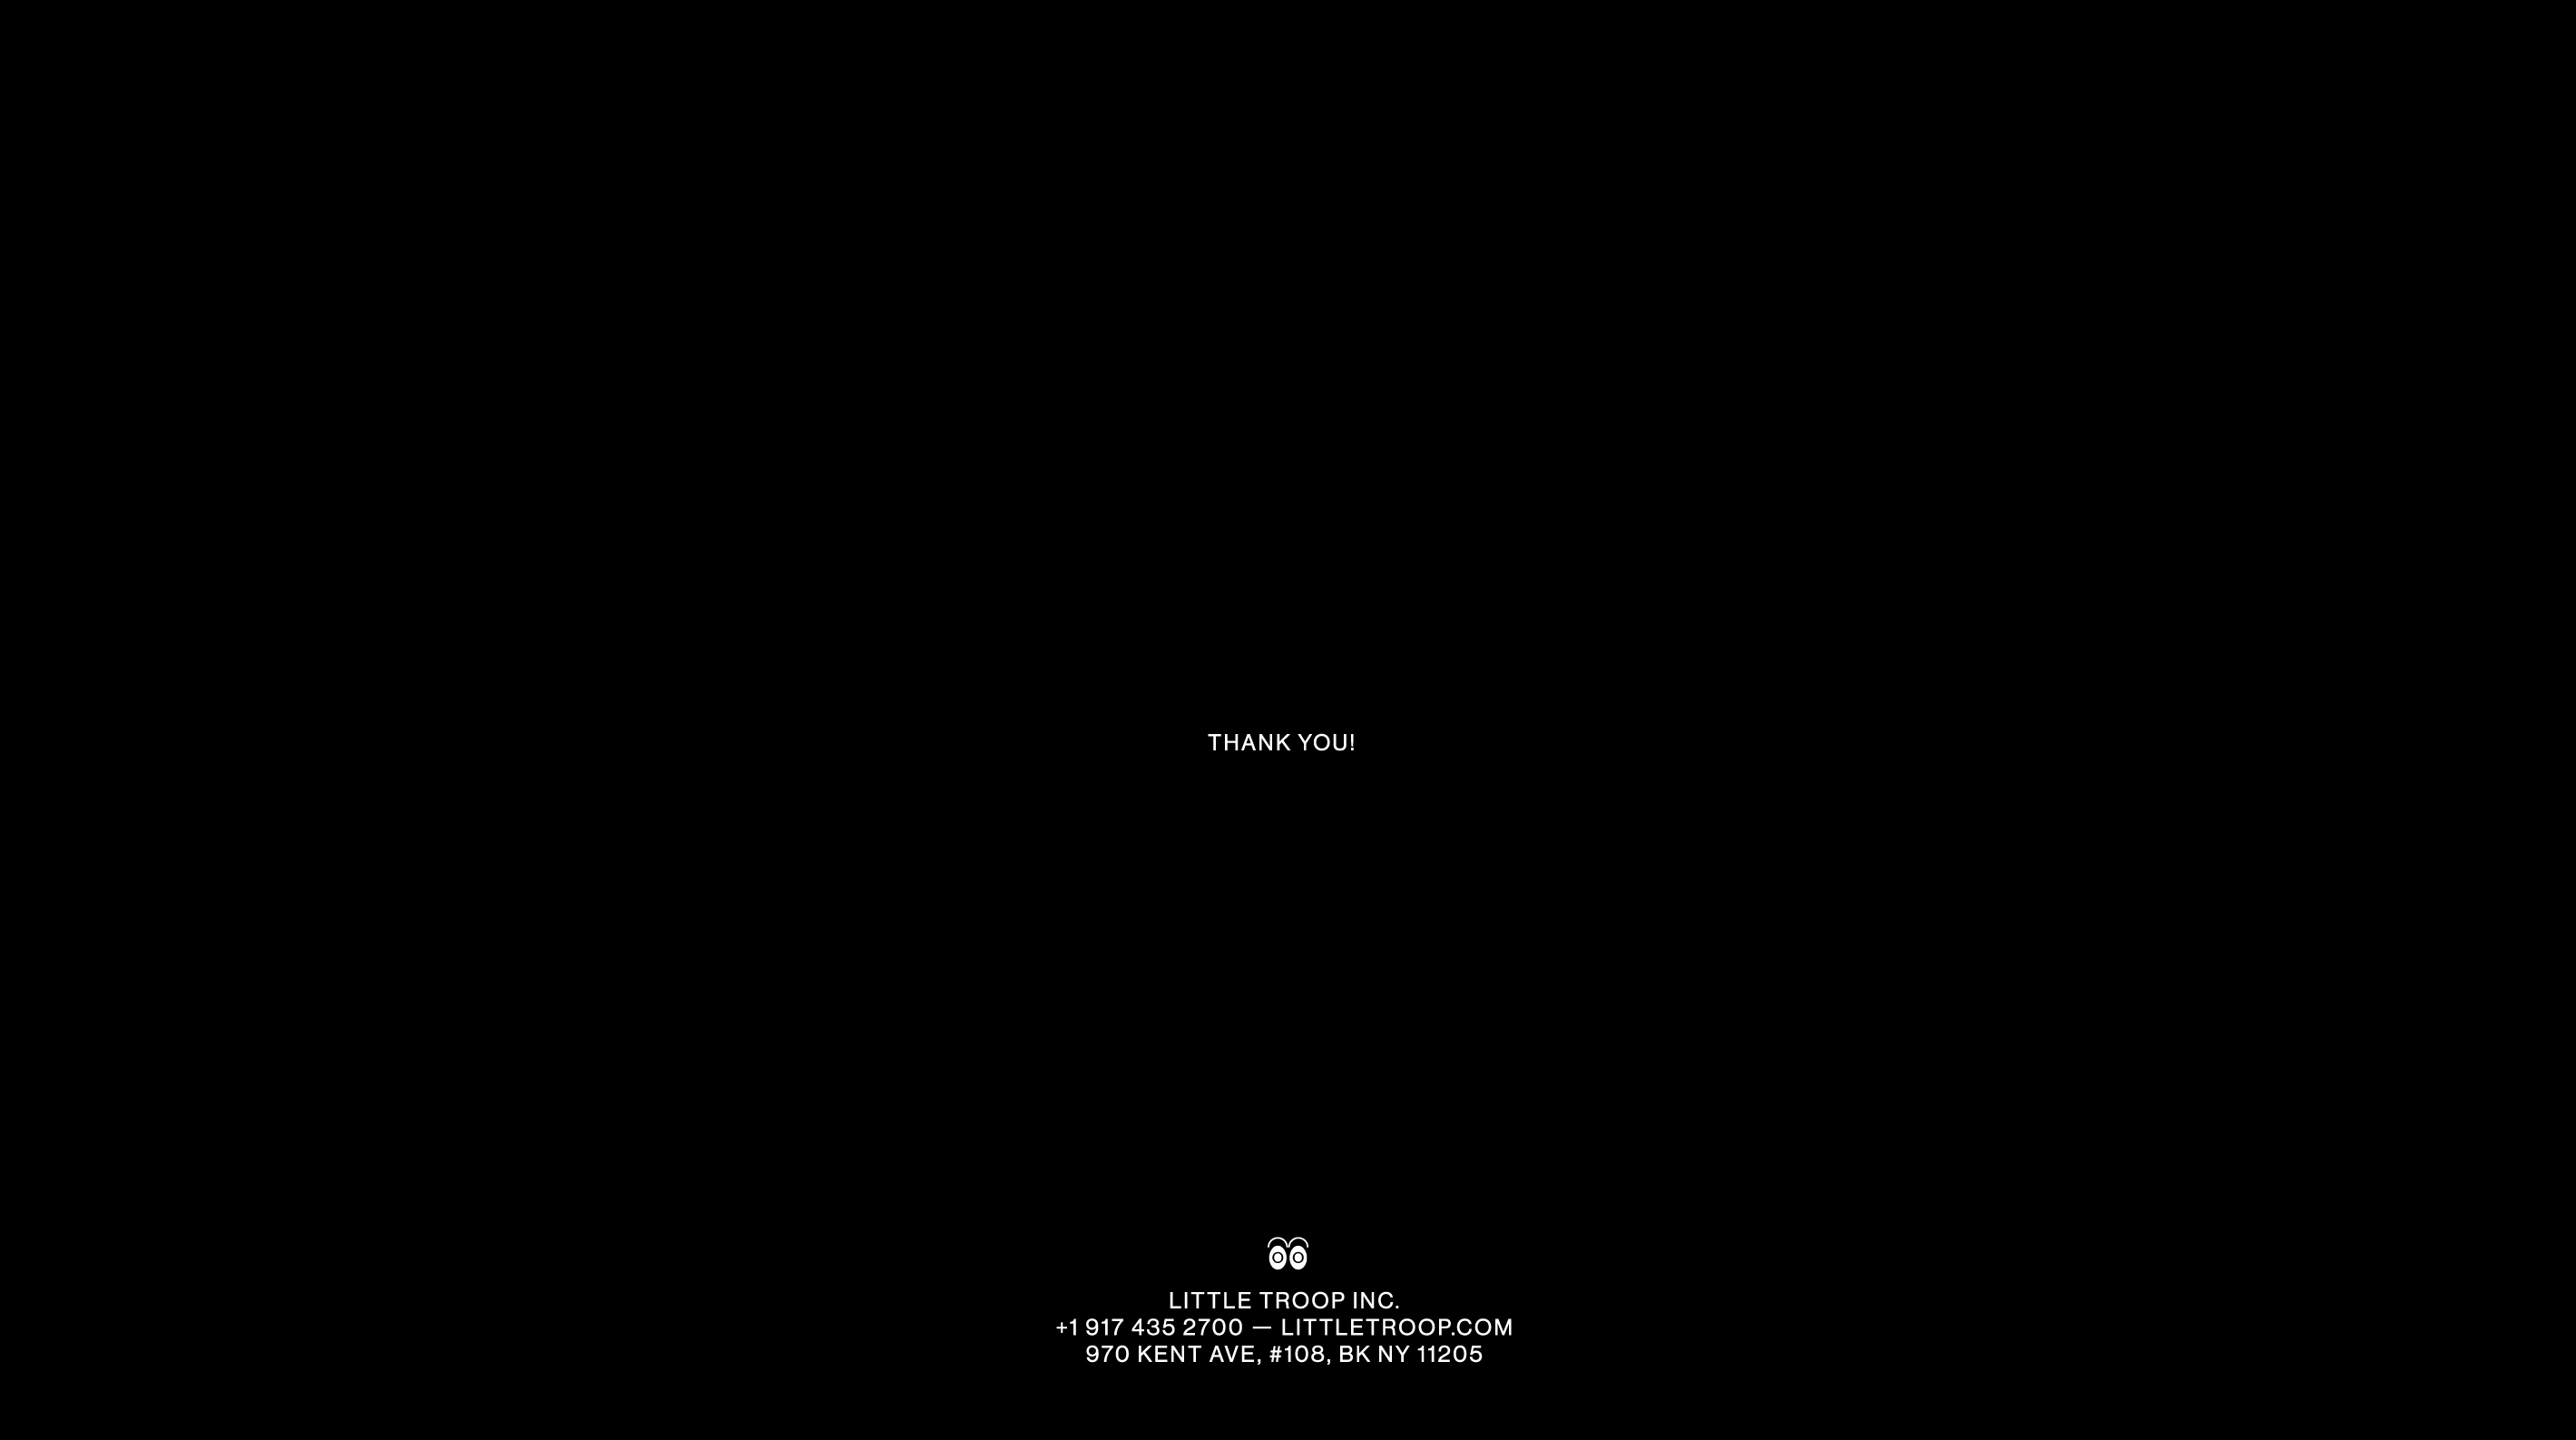 THANK YOU!
LITTLE TROOP INC.
+1 917 435 2700 — LITTLETROOP.COM
970 KENT AVE, #108, BK NY 11205